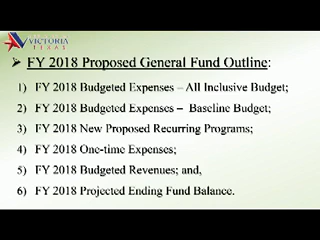 VICTORIA
TEXAS
➢ FY 2018 Proposed General Fund Outline:
1) FY 2018 Budgeted Expenses – All Inclusive Budget;
2) FY 2018 Budgeted Expenses – Baseline Budget;
3) FY 2018 New Proposed Recurring Programs;
4) FY 2018 One-time Expenses;
5) FY 2018 Budgeted Revenues; and,
6) FY 2018 Projected Ending Fund Balance.